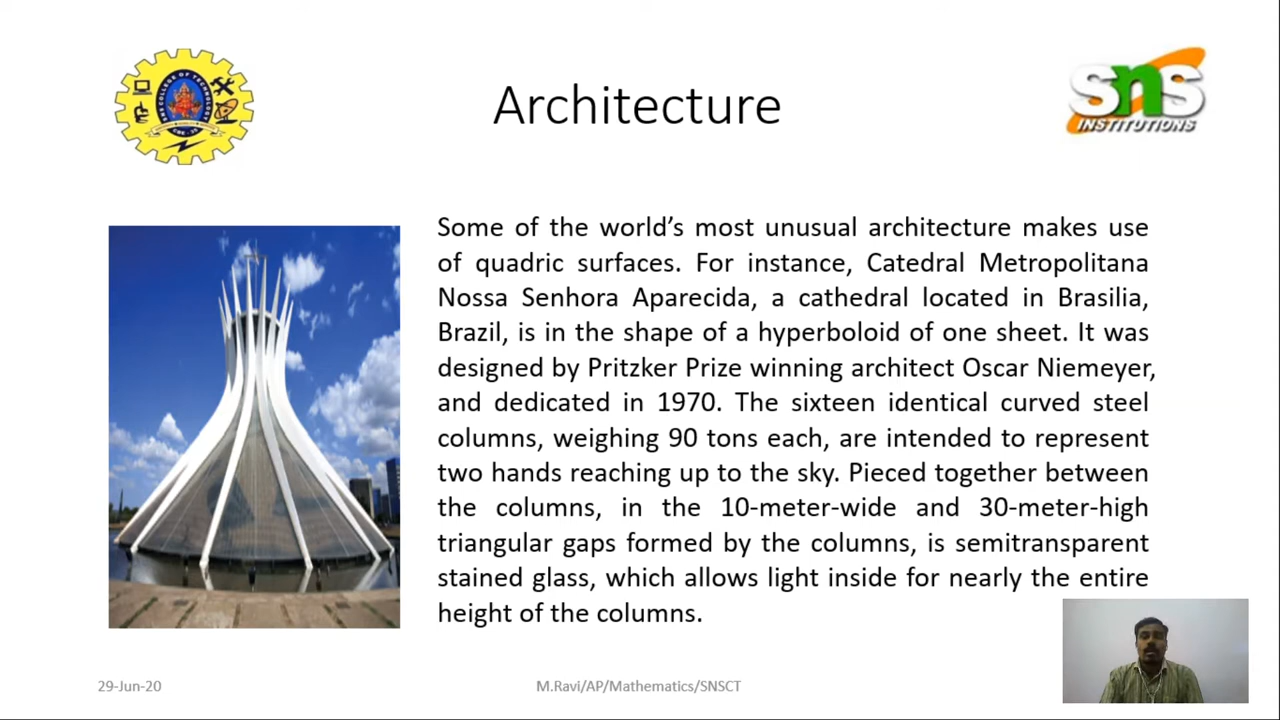 Architecture
SNS
INSTITUTIONS
Some of the world’s most unusual architecture makes use
of quadric surfaces. For instance, Catedral Metropolitana
Nossa Senhora Aparecida, a cathedral located in Brasilia,
Brazil, is in the shape of a hyperboloid of one sheet. It was
designed by Pritzker Prize winning architect Oscar Niemeyer,
and dedicated in 1970. The sixteen identical curved steel
columns, weighing 90 tons each, are intended to represent
two hands reaching up to the sky. Pieced together between
the columns, in the 10-meter-wide and 30-meter-high
triangular gaps formed by the columns, is semitransparent
stained glass, which allows light inside for nearly the entire
height of the columns.
29-Jun-20
M.Ravi/AP/Mathematics/SNSCT